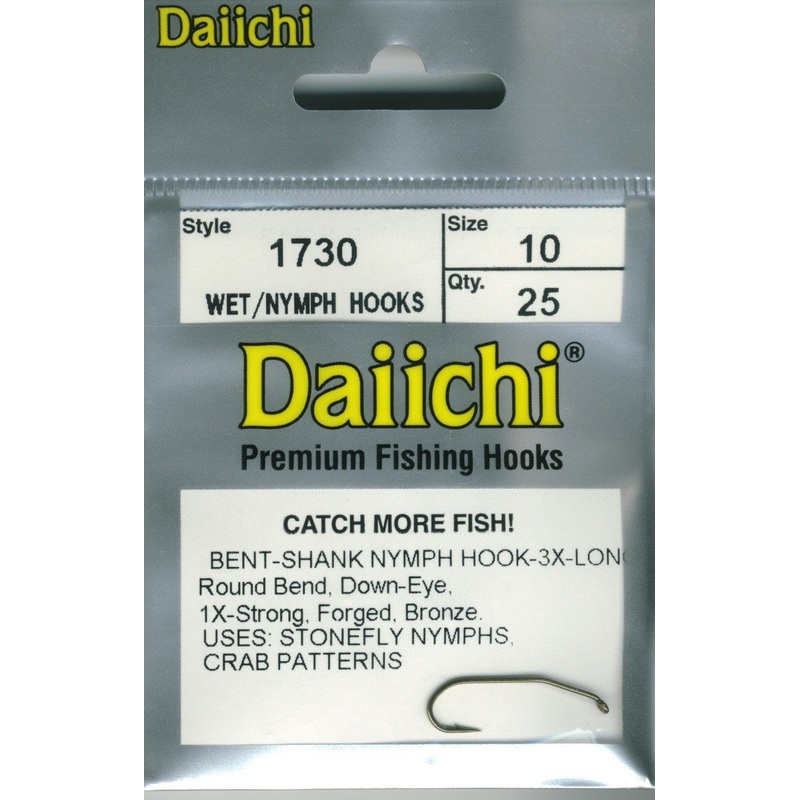 Daiichi
Style 1730
WET/NYMPH HOOKS
Size 10
Qty. 25
Daiichi®
Premium Fishing Hooks
CATCH MORE FISH!
BENT-SHANK NYMPH HOOK-3X-LONG
Round Bend, Down-Eye,
1X-Strong, Forged, Bronze.
USES: STONEFLY NYMPHS,
CRAB PATTERNS